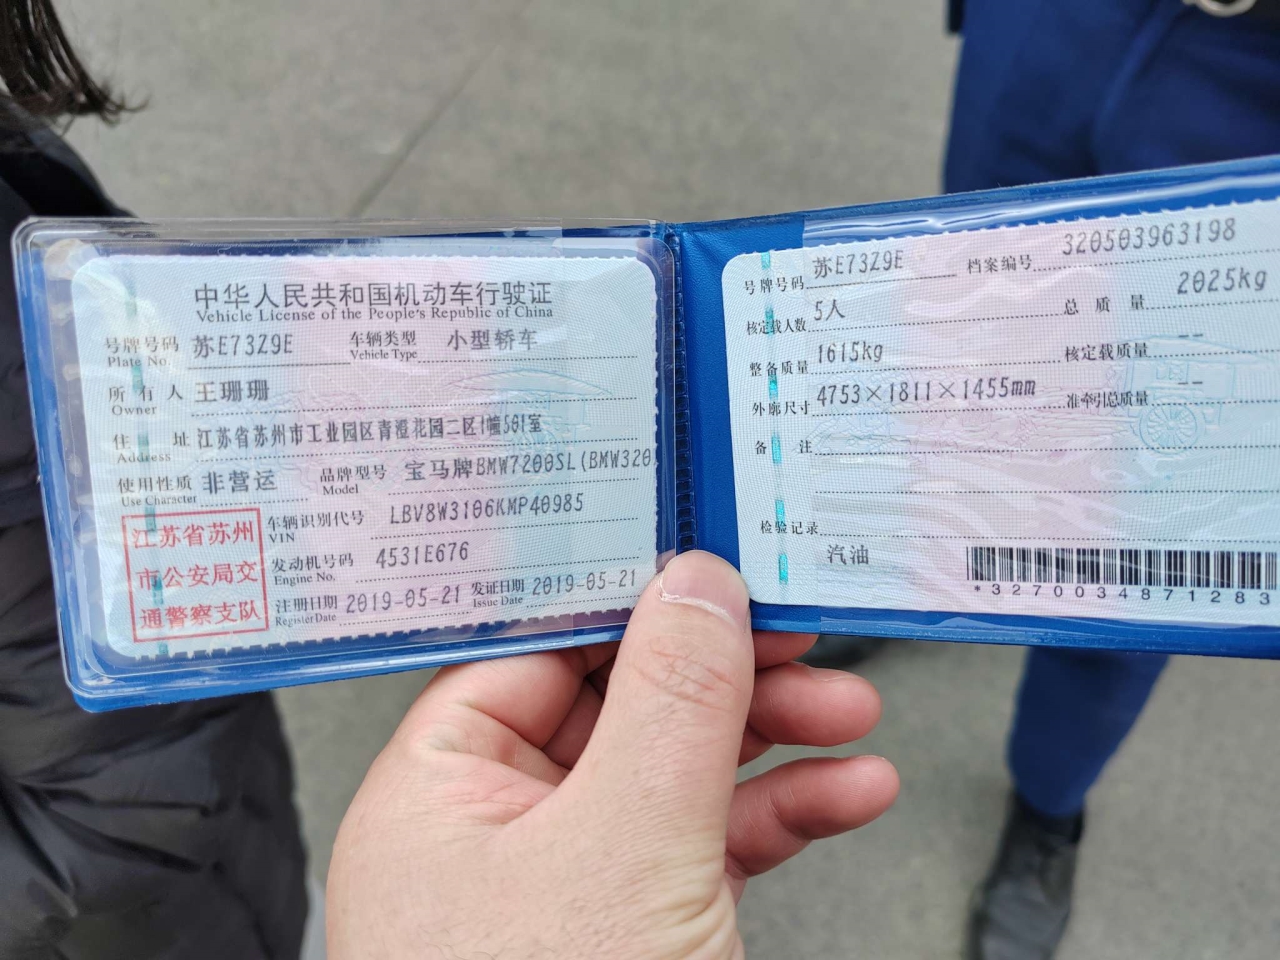 中华人民共和国机动车行驶证
Vehicle License of the People's Republic of China
号牌号码 苏E73Z9E 车辆类型 小型轿车
Plate No. Vehicle Type
所有人 王珊珊
Owner
住址 江苏省苏州市工业园区青澄花园二区1幢501室
Address
使用性质 非营运 品牌型号 宝马牌BMW7200SL(BMW320
Use Character Model
车辆识别代号 LBV8W3106KMP40985
VIN
发动机号码 4531E676
Engine No.
注册日期 2019-05-21 发证日期 2019-05-21
Register Date Issue Date
江苏省苏州
市公安局交
通警察支队
号牌号码 苏E73Z9E 档案编号 320503963198
核定载人数 5人 总质量 2025kg
整备质量 1615kg 核定载质量 --
外廓尺寸 4753×1811×1455mm 准牵引总质量 --
备注
检验记录
汽油
*3270034871283